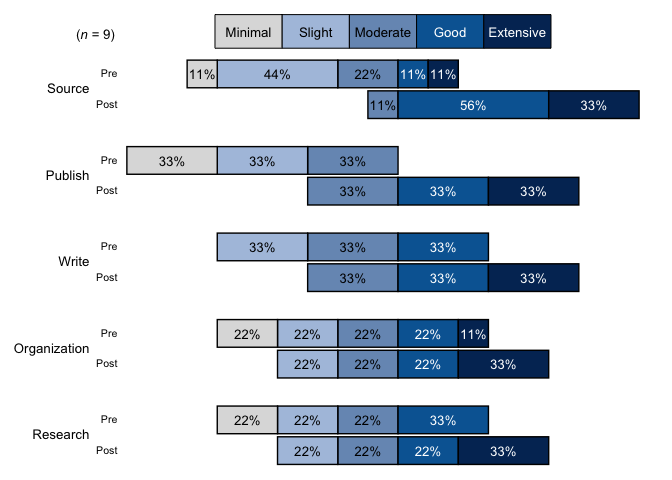 (n = 9) Minimal Slight Moderate Good Extensive
Source
Pre 11% 44% 22% 11% 11%
Post 11% 56% 33%
Publish
Pre 33% 33% 33%
Post 33% 33% 33%
Write
Pre 33% 33% 33%
Post 33% 33% 33%
Organization
Pre 22% 22% 22% 22% 11%
Post 22% 22% 22% 33%
Research
Pre 22% 22% 22% 33%
Post 22% 22% 22% 33%